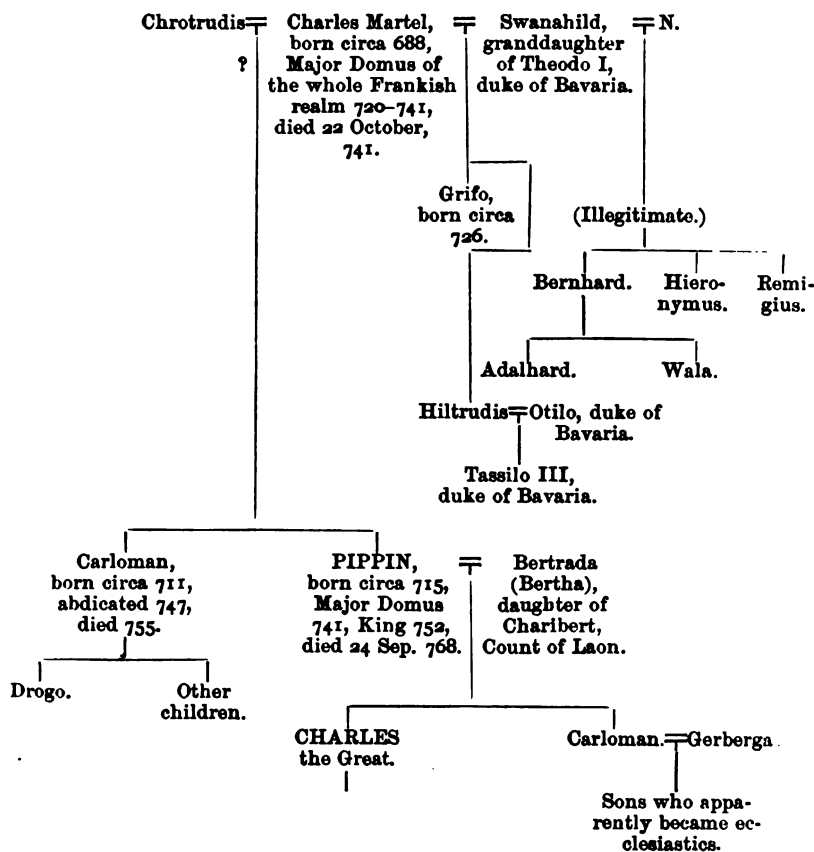 Chrotrudis
?
Charles Martel,
born circa 688,
Major Domus of
the whole Frankish
realm 720–741,
died 22 October,
741.
Swanahild,
granddaughter
of Theodo I,
duke of Bavaria.
N.
Grifo,
born circa
726.
(Illegitimate.)
Bernhard.
Hiero-
nymus.
Remi-
gius.
Adalhard.
Wala.
Hiltrudis
Otilo, duke of
Bavaria.
Tassilo III,
duke of Bavaria.
Carloman,
born circa 711,
abdicated 747,
died 755.
PIPPIN,
born circa 715,
Major Domus
741, King 752,
died 24 Sep. 768.
Bertrada
(Bertha),
daughter of
Charibert,
Count of Laon.
Drogo.
Other
children.
CHARLES
the Great.
Carloman.
Gerberga
Sons who appa-
rently became ec-
clesiastics.